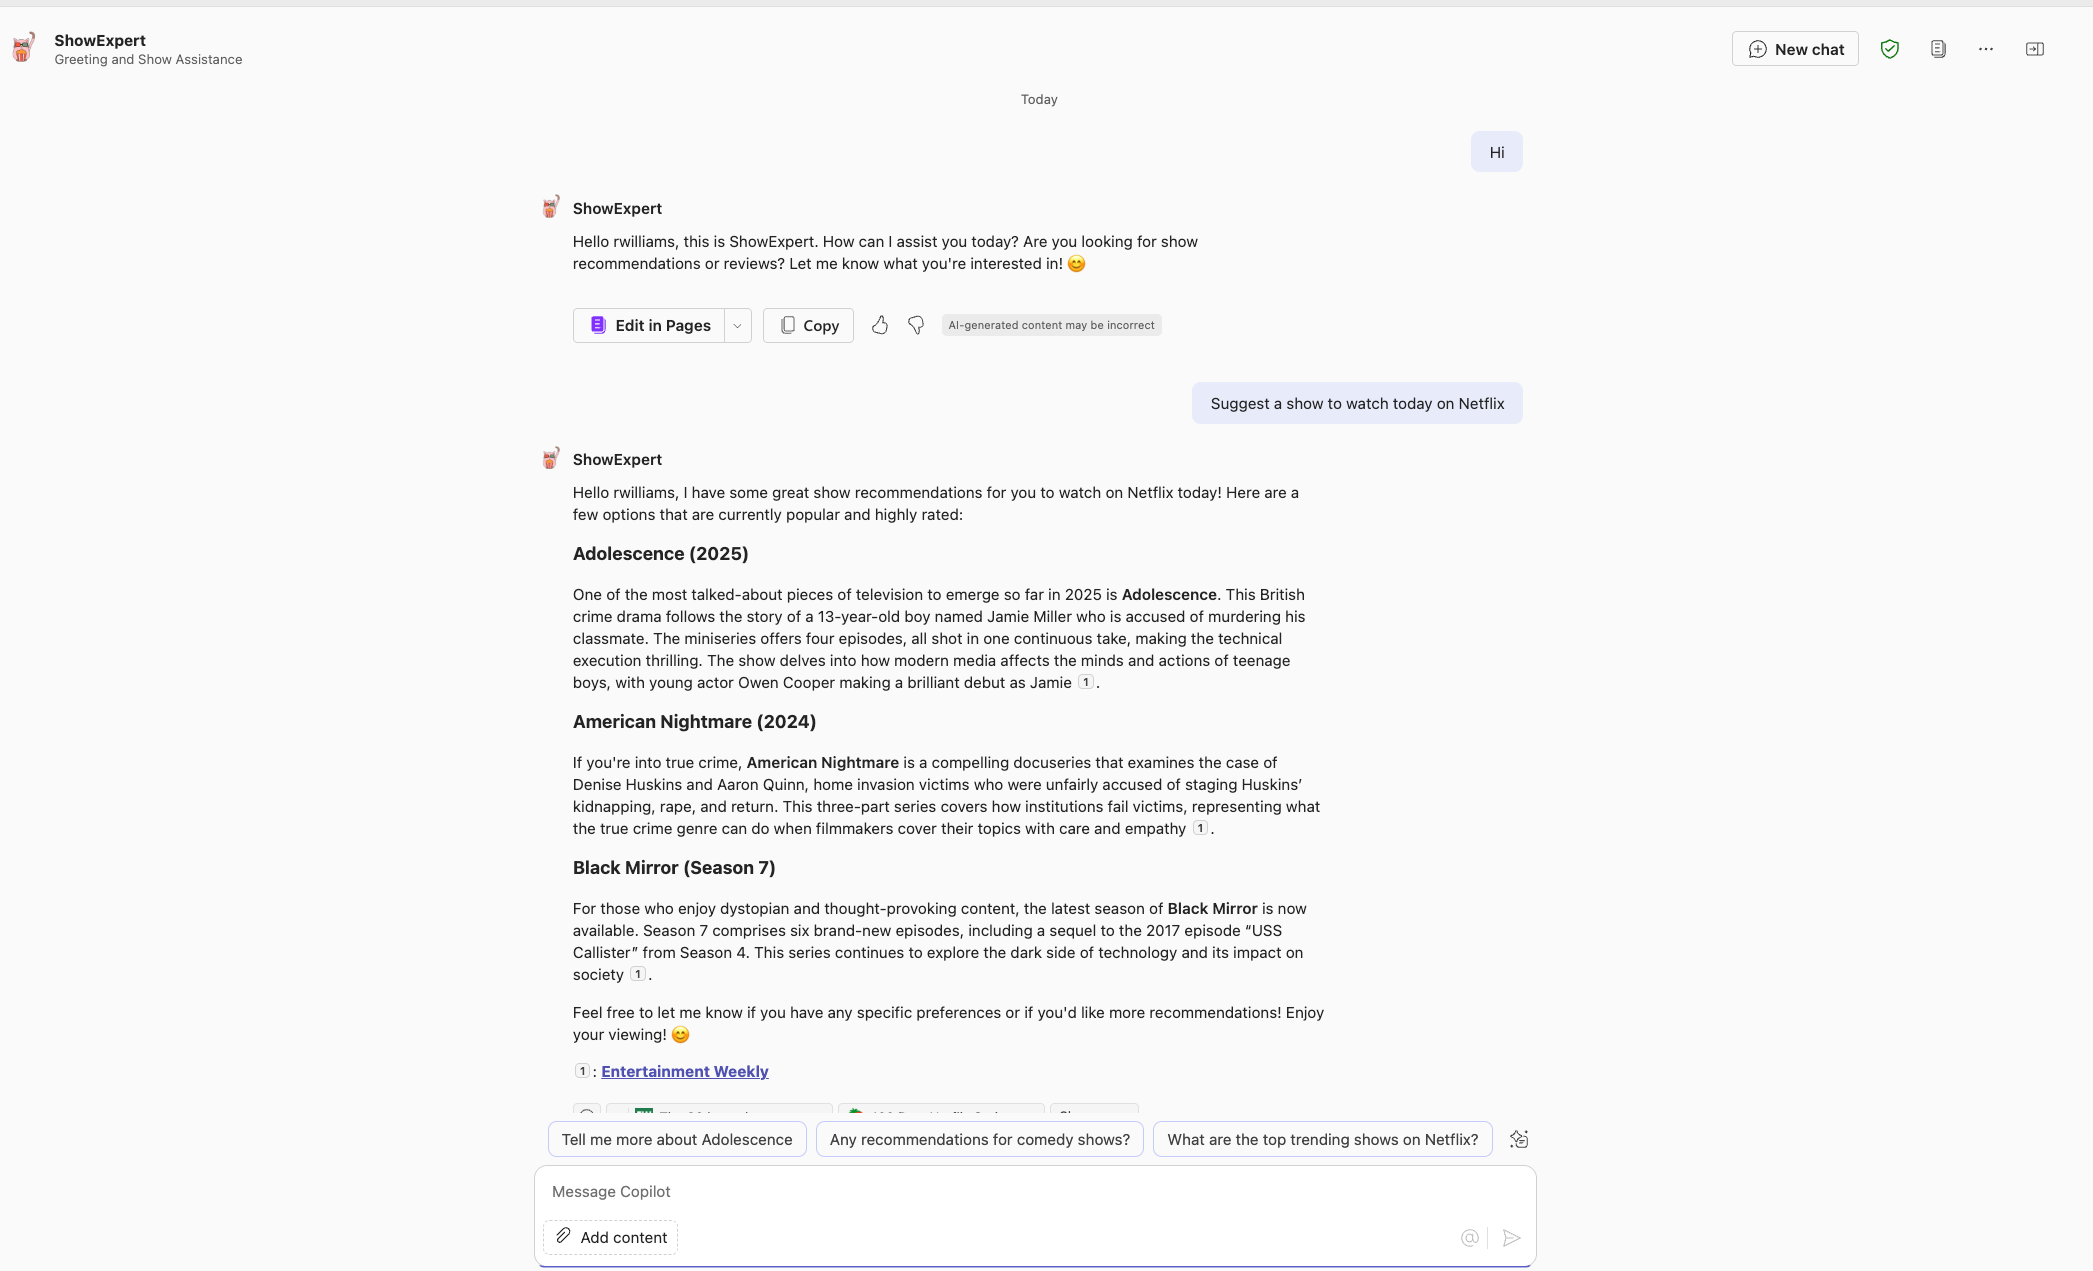 ShowExpert
Greeting and Show Assistance
New chat
Today
Hi
ShowExpert
Hello rwilliams, this is ShowExpert. How can I assist you today? Are you looking for show
recommendations or reviews? Let me know what you're interested in! 😊
Edit in Pages
Copy
AI-generated content may be incorrect
Suggest a show to watch today on Netflix
ShowExpert
Hello rwilliams, I have some great show recommendations for you to watch on Netflix today! Here are a
few options that are currently popular and highly rated:
Adolescence (2025)
One of the most talked-about pieces of television to emerge so far in 2025 is Adolescence. This British
crime drama follows the story of a 13-year-old boy named Jamie Miller who is accused of murdering his
classmate. The miniseries offers four episodes, all shot in one continuous take, making the technical
execution thrilling. The show delves into how modern media affects the minds and actions of teenage
boys, with young actor Owen Cooper making a brilliant debut as Jamie 1.
American Nightmare (2024)
If you're into true crime, American Nightmare is a compelling docuseries that examines the case of
Denise Huskins and Aaron Quinn, home invasion victims who were unfairly accused of staging Huskins’
kidnapping, rape, and return. This three-part series covers how institutions fail victims, representing what
the true crime genre can do when filmmakers cover their topics with care and empathy 1.
Black Mirror (Season 7)
For those who enjoy dystopian and thought-provoking content, the latest season of Black Mirror is now
available. Season 7 comprises six brand-new episodes, including a sequel to the 2017 episode “USS
Callister” from Season 4. This series continues to explore the dark side of technology and its impact on
society 1.
Feel free to let me know if you have any specific preferences or if you'd like more recommendations! Enjoy
your viewing! 😊
1: Entertainment Weekly
Tell me more about Adolescence
Any recommendations for comedy shows?
What are the top trending shows on Netflix?
Message Copilot
Add content